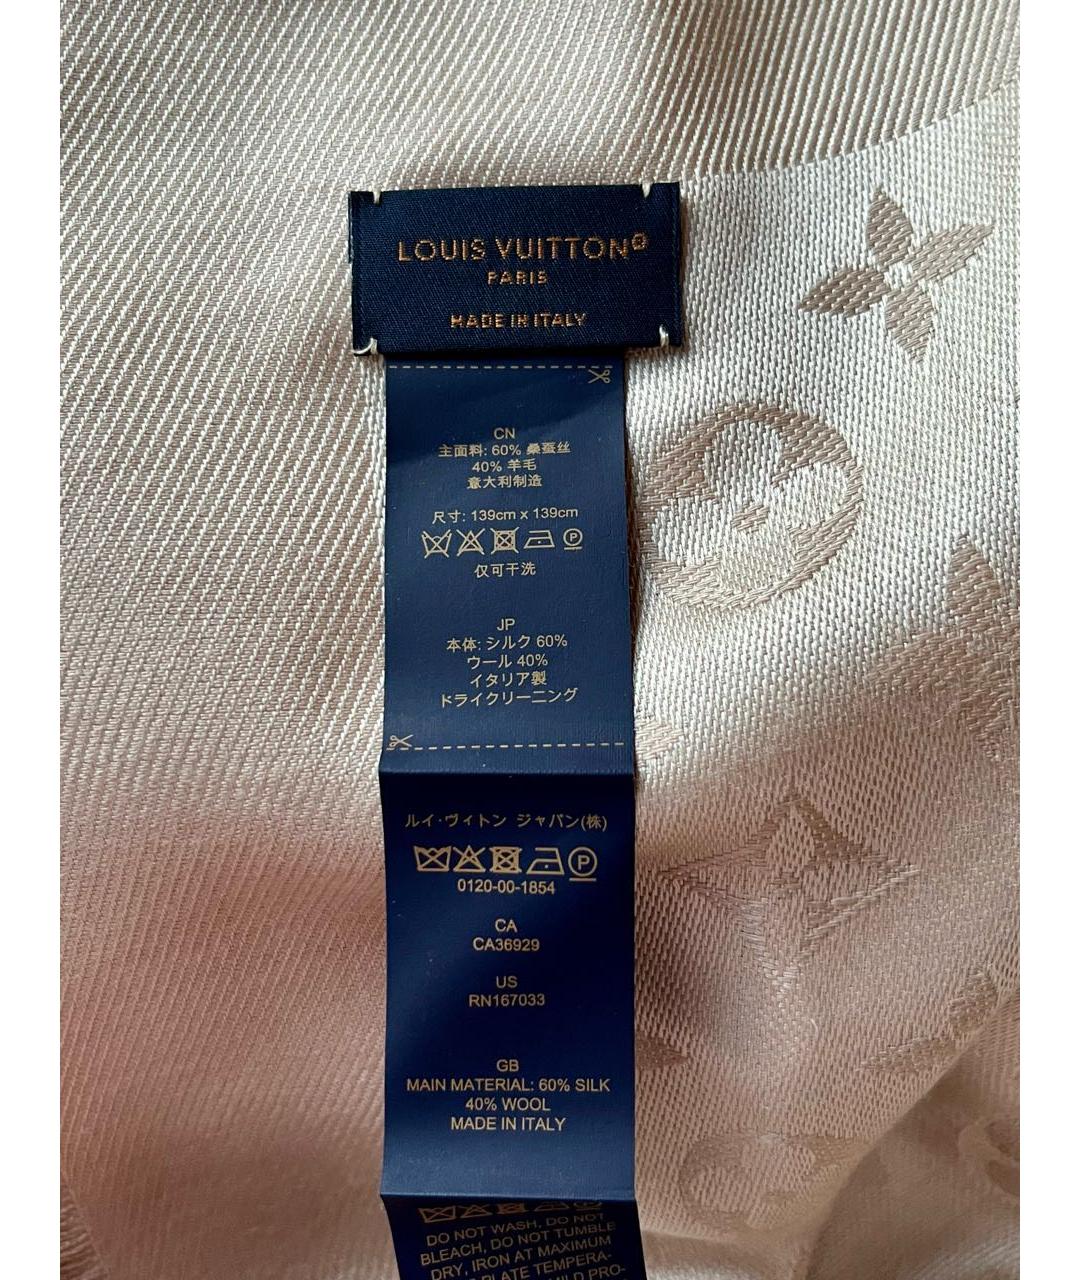 LOUIS VUITTON®
PARIS
MADE IN ITALY
CN
主面料: 60% 桑蚕丝
40% 羊毛
意大利制造
尺寸: 139cm x 139cm
P
仅可干洗
JP
本体: シルク 60%
ウール 40%
イタリア製
ドライクリーニング
ルイ・ヴィトン ジャパン(株)
P
0120-00-1854
CA
CA36929
US
RN167033
GB
MAIN MATERIAL: 60% SILK
40% WOOL
MADE IN ITALY
DO NOT WASH, DO NOT
BLEACH, DO NOT TUMBLE
DRY, IRON AT MAXIMUM
PLATE TEMPERA-
MILD PRO-